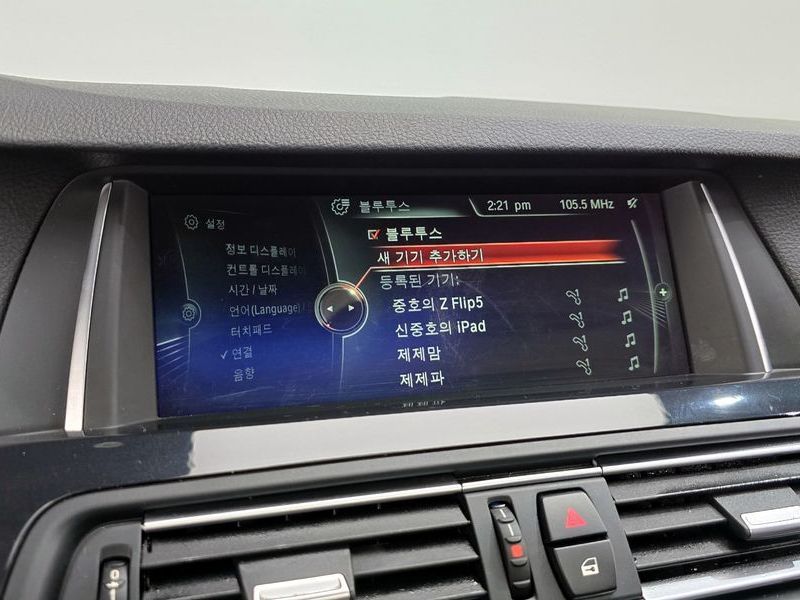 설정
정보 디스플레이
컨트롤 디스플레이
시간 / 날짜
언어(Language) /
터치패드
✓ 연결
음향
블루투스 2:21 pm 105.5 MHz
블루투스
새 기기 추가하기
등록된 기기:
중호의 Z Flip5
신중호의 iPad
제제맘
제제파
0